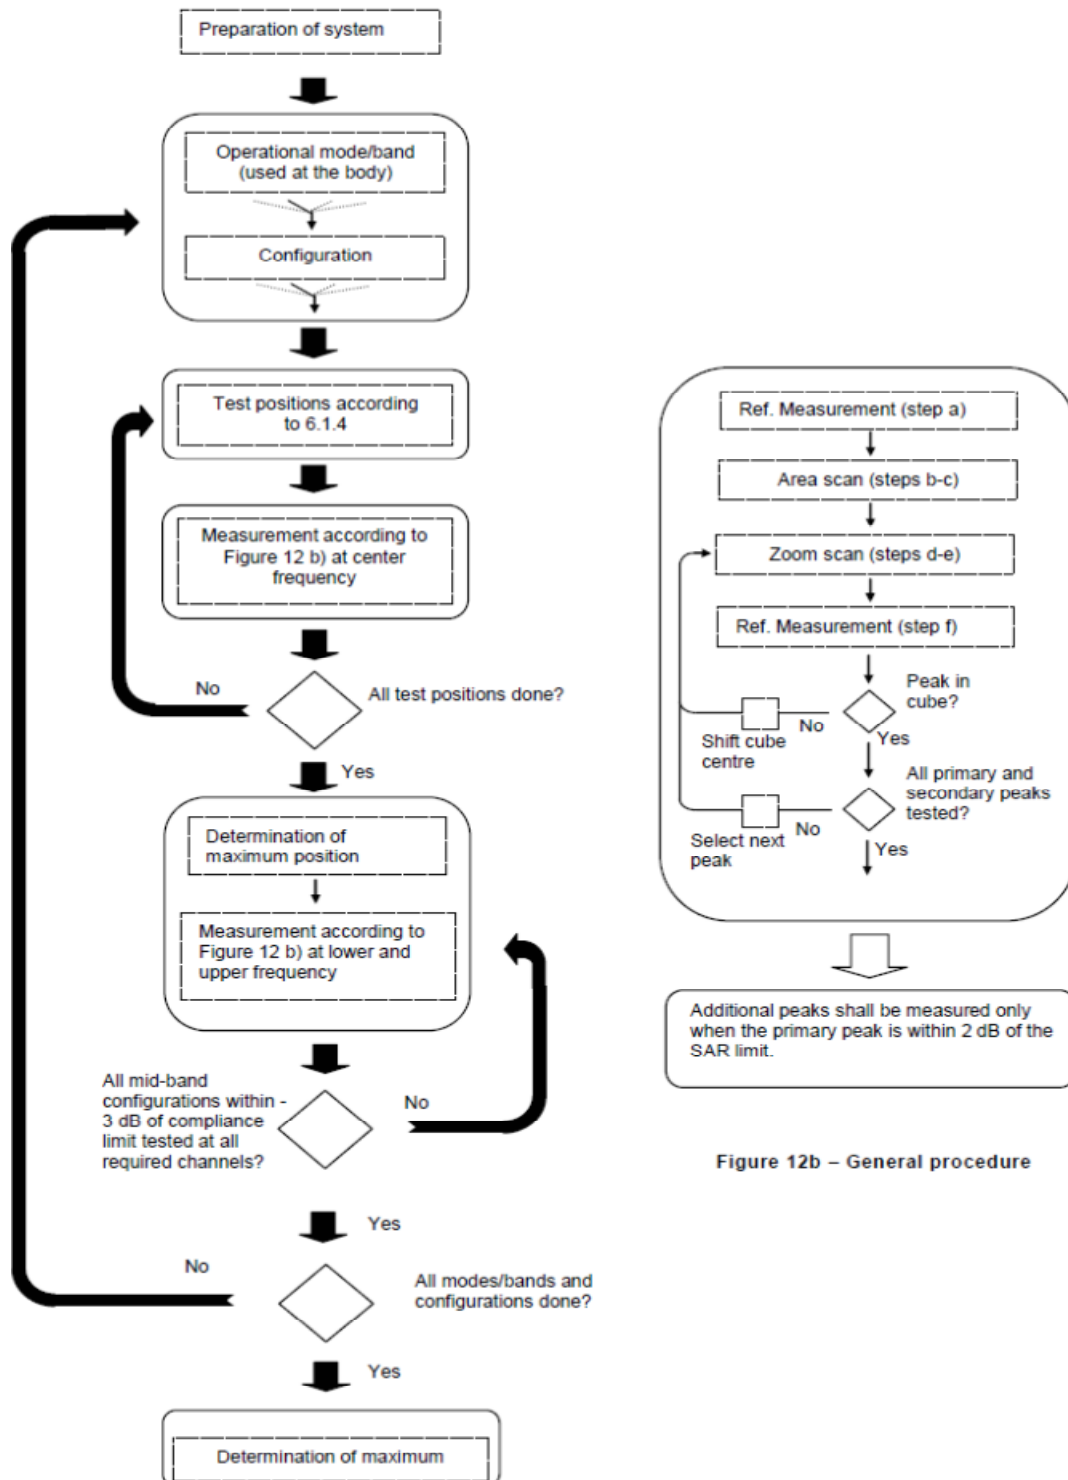 Preparation of system
Operational mode/band
(used at the body)
Configuration
Test positions according
to 6.1.4
Measurement according to
Figure 12 b) at center
frequency
No
All test positions done?
Yes
Determination of
maximum position
Measurement according to
Figure 12 b) at lower and
upper frequency
All mid-band
configurations within -
3 dB of compliance
limit tested at all
required channels?
No
Yes
No
All modes/bands and
configurations done?
Yes
Determination of maximum
Ref. Measurement (step a)
Area scan (steps b-c)
Zoom scan (steps d-e)
Ref. Measurement (step f)
Peak in
cube?
No
Shift cube
centre
Yes
All primary and
secondary peaks
tested?
No
Select next
peak
Yes
Additional peaks shall be measured only
when the primary peak is within 2 dB of the
SAR limit.
Figure 12b – General procedure